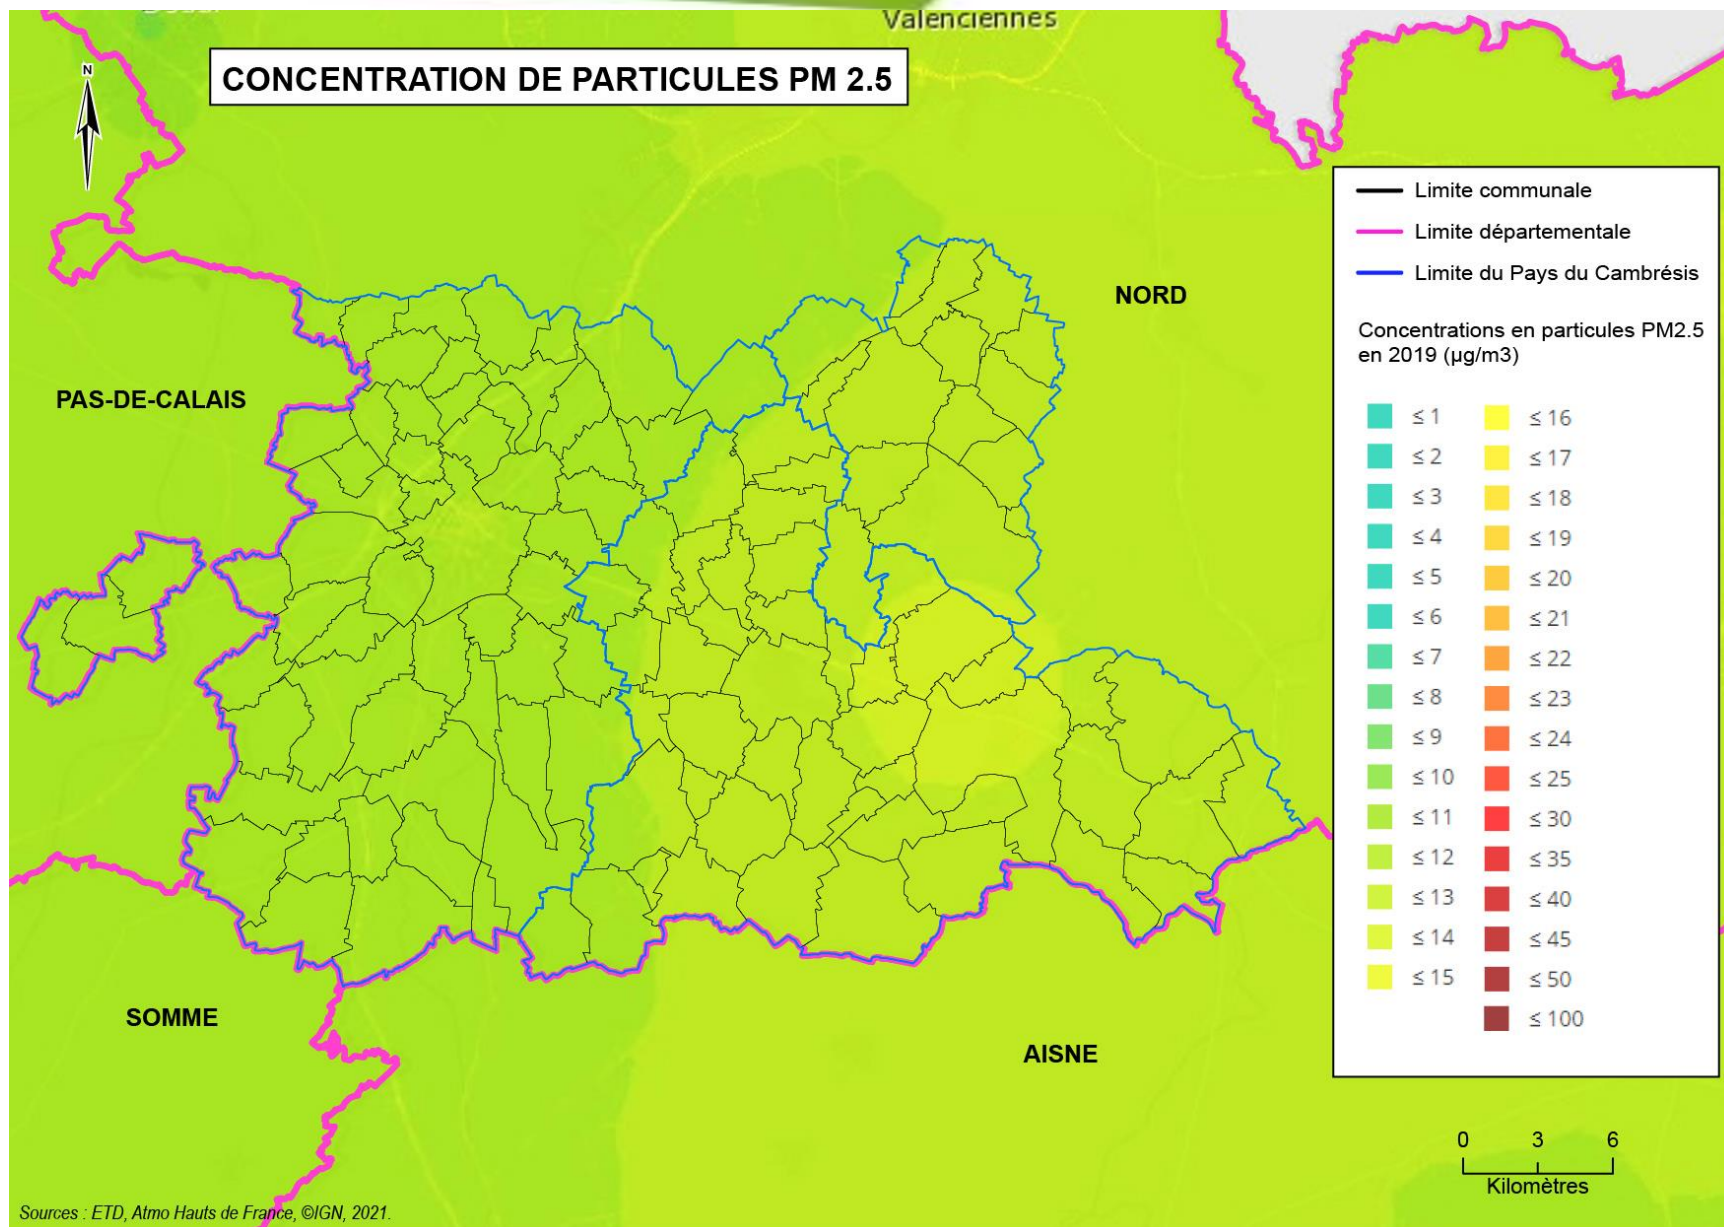 Valenciennes
N
CONCENTRATION DE PARTICULES PM 2.5
Limite communale
Limite départementale
Limite du Pays du Cambrésis
Concentrations en particules PM2.5
en 2019 (µg/m3)
≤ 1
≤ 2
≤ 3
≤ 4
≤ 5
≤ 6
≤ 7
≤ 8
≤ 9
≤ 10
≤ 11
≤ 12
≤ 13
≤ 14
≤ 15
≤ 16
≤ 17
≤ 18
≤ 19
≤ 20
≤ 21
≤ 22
≤ 23
≤ 24
≤ 25
≤ 30
≤ 35
≤ 40
≤ 45
≤ 50
≤ 100
NORD
PAS-DE-CALAIS
SOMME
AISNE
0 3 6
Kilomètres
Sources : ETD, Atmo Hauts de France, ©IGN, 2021.